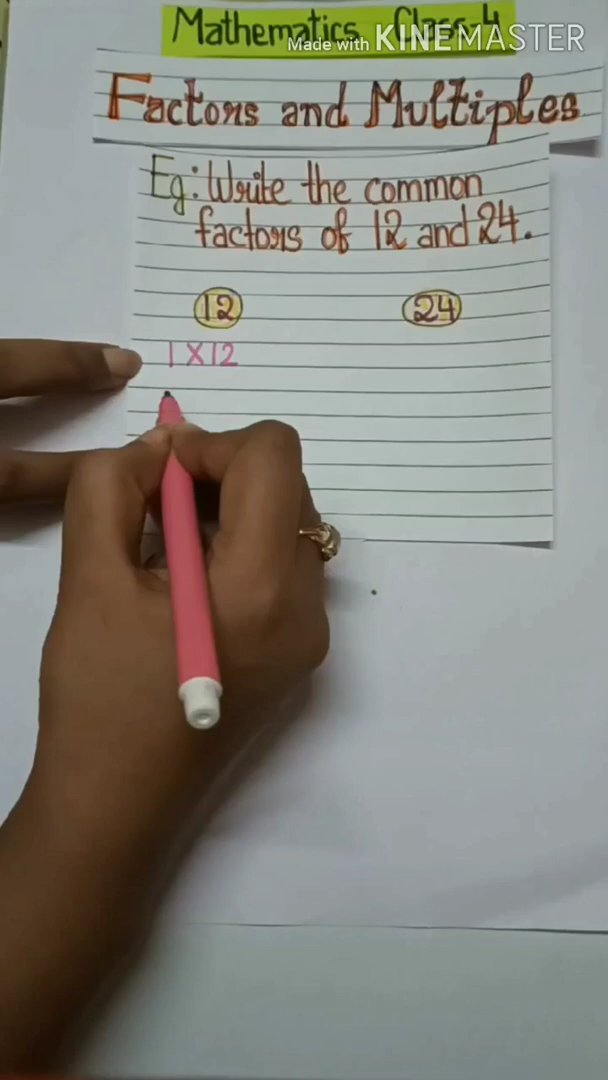 Mathematics Class-4
Made with KINEMASTER
Factors and Multiples
Eg: Write the common
factors of 12 and 24.
12 24
1 X 12